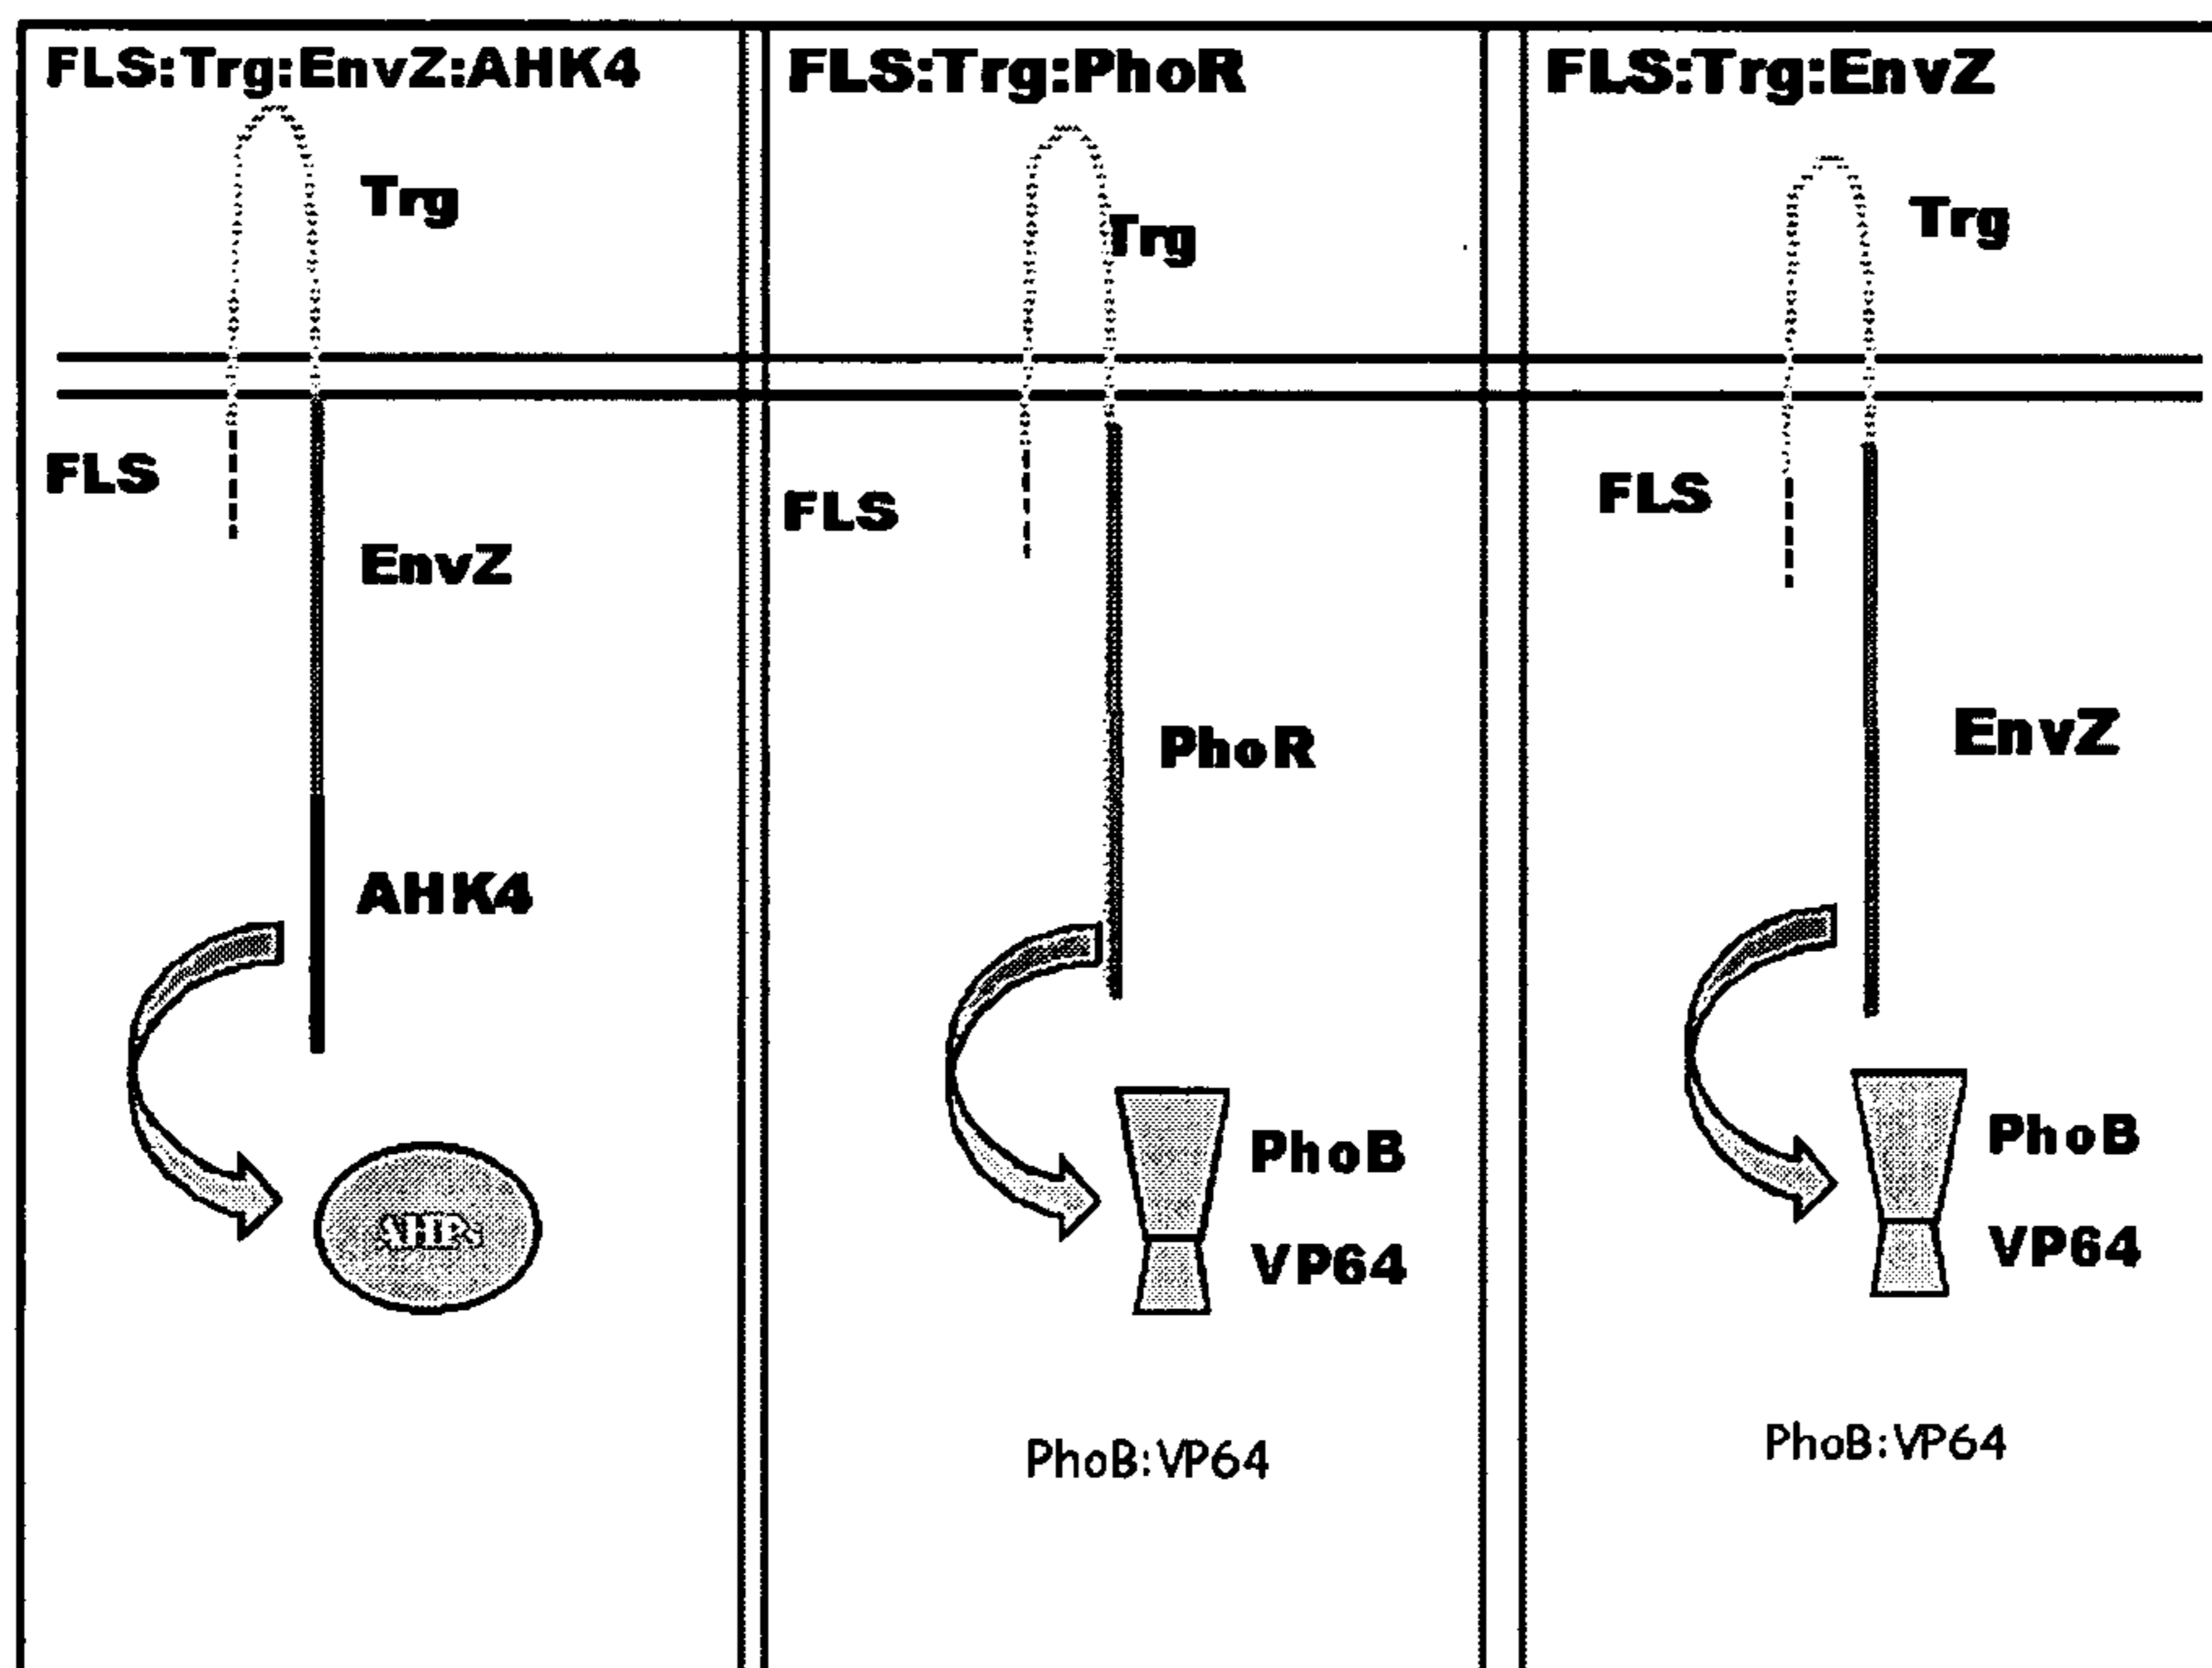 FLS:Trg:EnvZ:AHK4
Trg
FLS
EnvZ
AHK4
AHPs
FLS:Trg:PhoR
Trg
FLS
PhoR
PhoB
VP64
PhoB:VP64
FLS:Trg:EnvZ
Trg
FLS
EnvZ
PhoB
VP64
PhoB:VP64